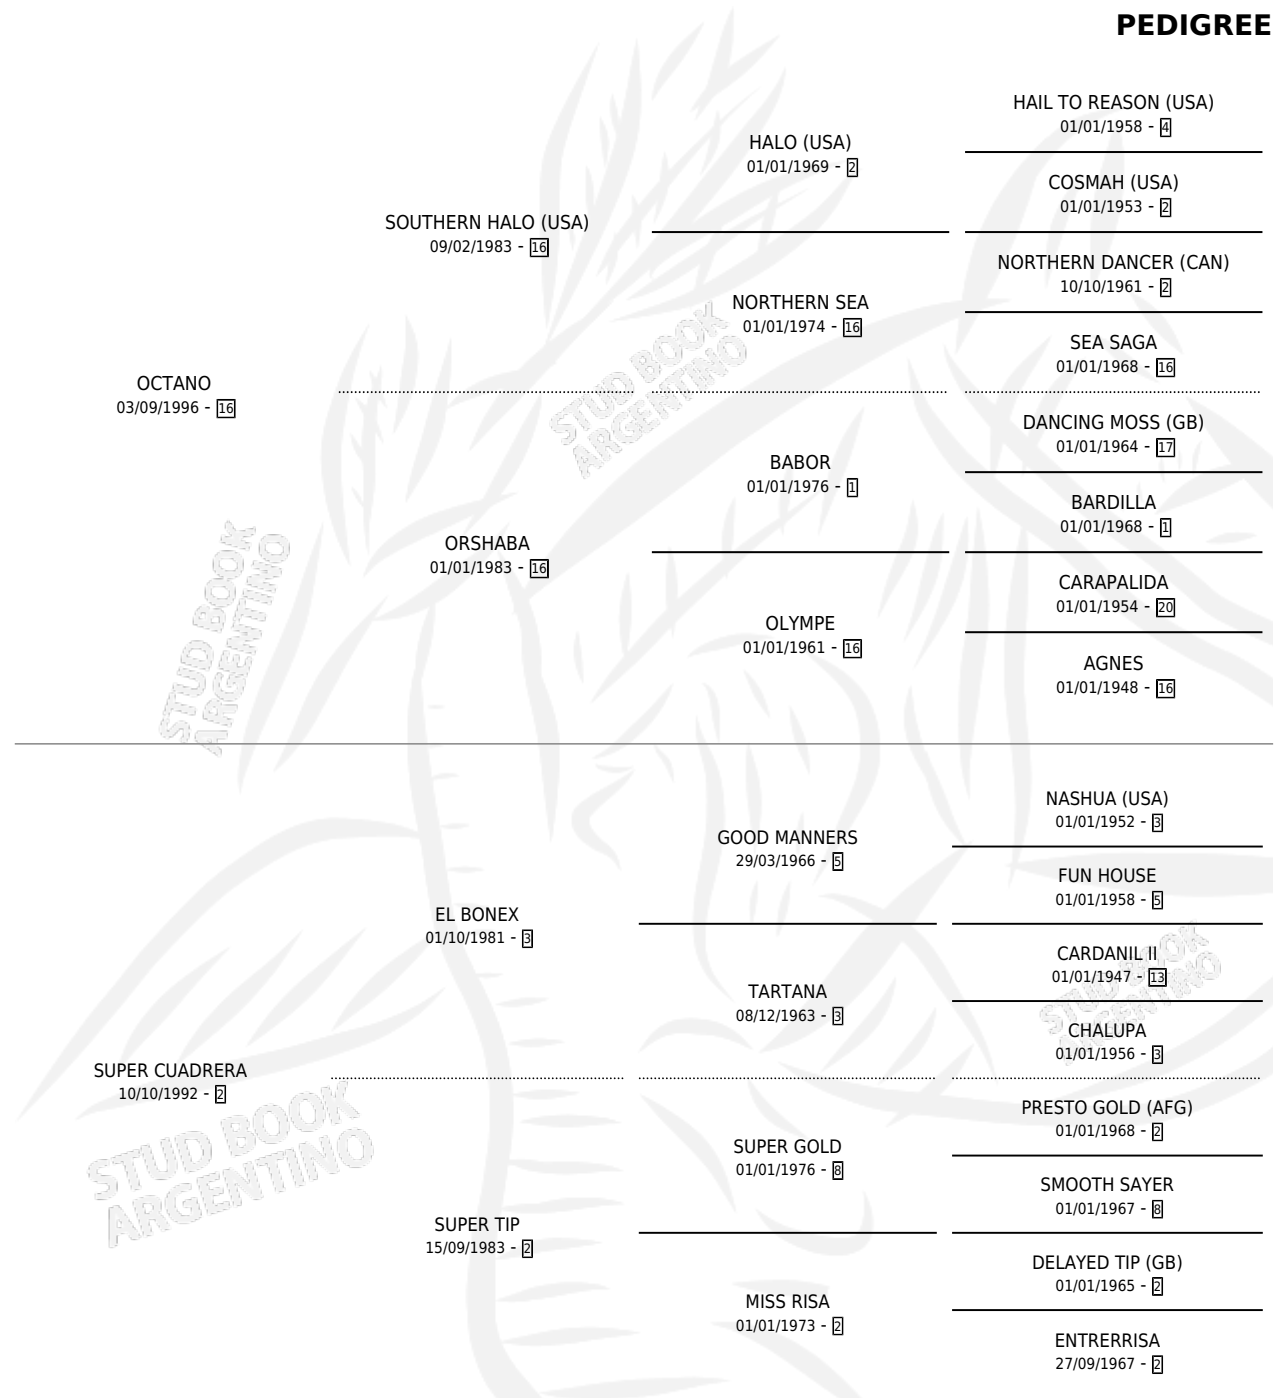 PEDIGREE
HAIL TO REASON (USA)
01/01/1958 - 4
HALO (USA)
01/01/1969 - 2
COSMAH (USA)
01/01/1953 - 2
SOUTHERN HALO (USA)
09/02/1983 - 16
NORTHERN DANCER (CAN)
10/10/1961 - 2
NORTHERN SEA
01/01/1974 - 16
SEA SAGA
01/01/1968 - 16
OCTANO
03/09/1996 - 16
DANCING MOSS (GB)
01/01/1964 - 17
BABOR
01/01/1976 - 1
BARDILLA
01/01/1968 - 1
ORSHABA
01/01/1983 - 16
CARAPALIDA
01/01/1954 - 20
OLYMPE
01/01/1961 - 16
AGNES
01/01/1948 - 16
NASHUA (USA)
01/01/1952 - 3
GOOD MANNERS
29/03/1966 - 5
FUN HOUSE
01/01/1958 - 5
EL BONEX
01/10/1981 - 3
CARDANIL II
01/01/1947 - 13
TARTANA
08/12/1963 - 3
CHALUPA
01/01/1956 - 3
SUPER CUADRERA
10/10/1992 - 2
PRESTO GOLD (AFG)
01/01/1968 - 2
SUPER GOLD
01/01/1976 - 8
SMOOTH SAYER
01/01/1967 - 8
SUPER TIP
15/09/1983 - 2
DELAYED TIP (GB)
01/01/1965 - 2
MISS RISA
01/01/1973 - 2
ENTRERRISA
27/09/1967 - 2
STUD BOOK
ARGENTINO
STUD BOOK
ARGENTINO
STUD BOOK
ARGENTINO
STUD BOOK
ARGENTINO